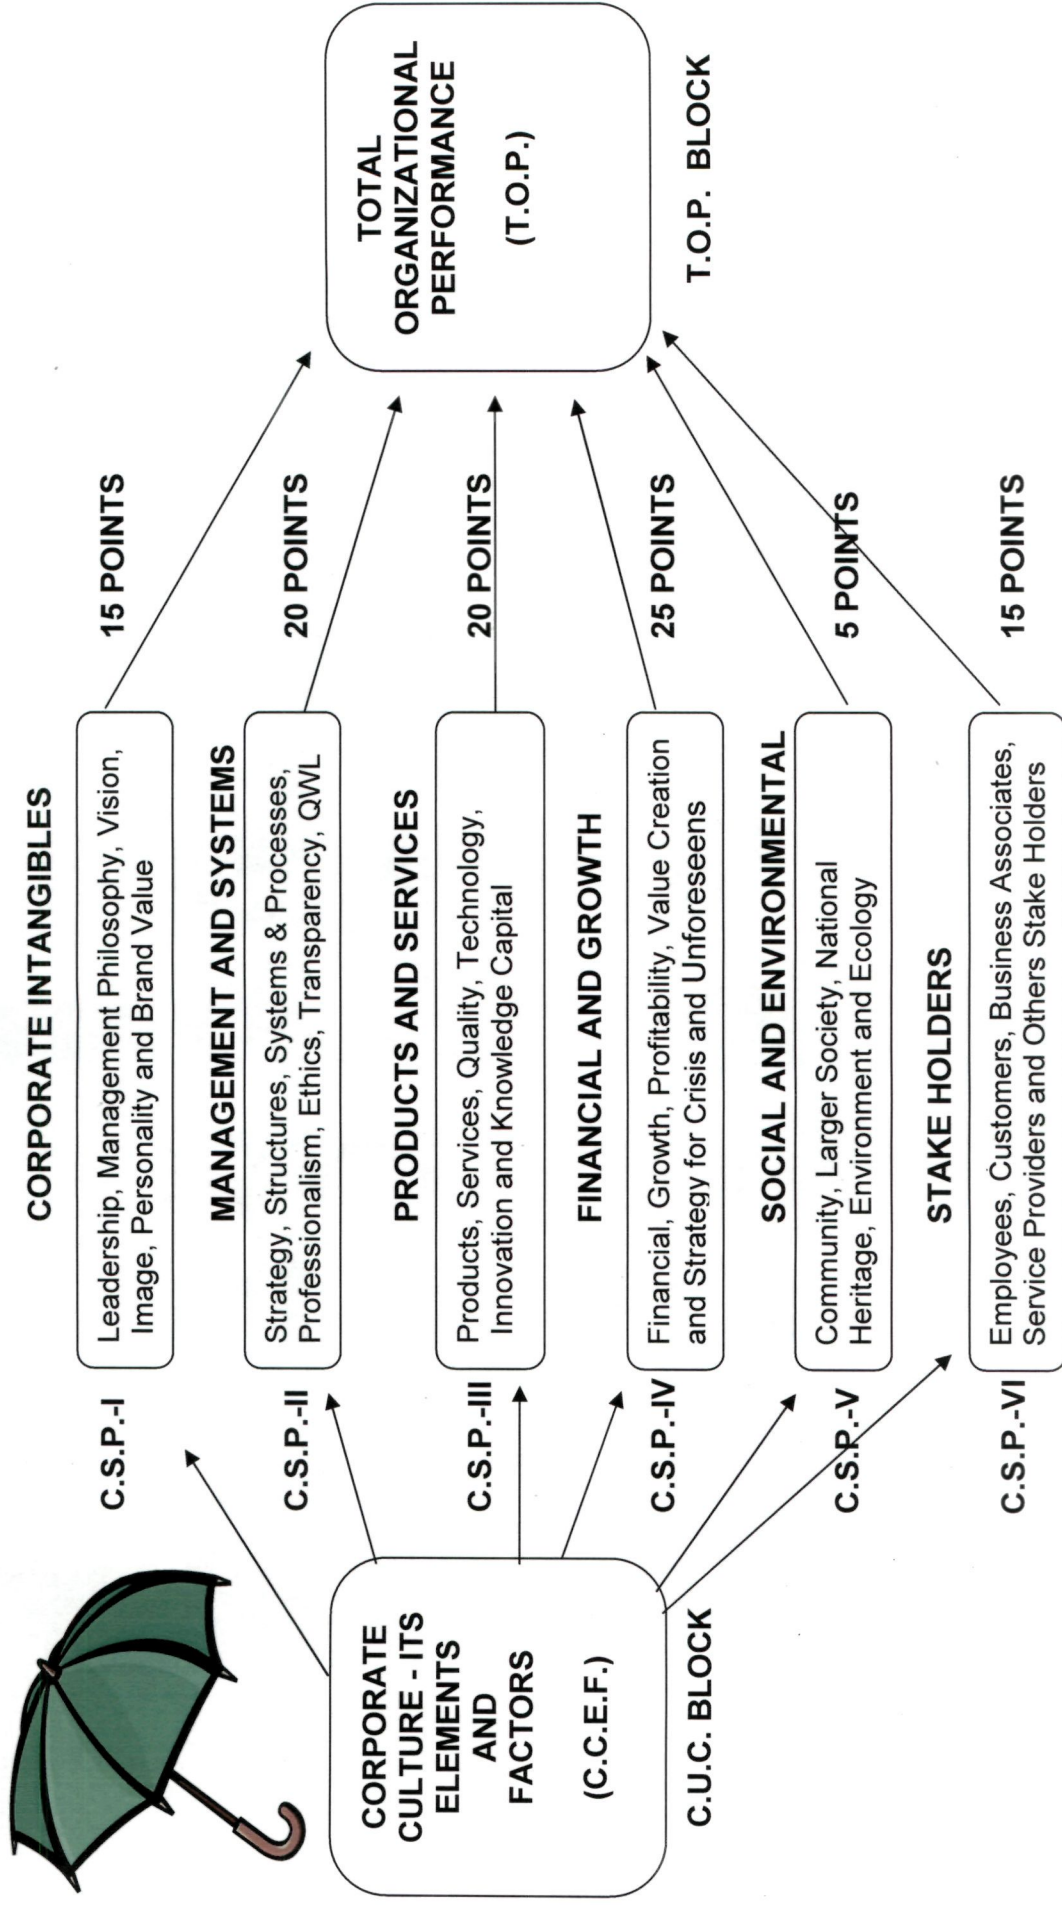 CORPORATE
CULTURE - ITS
ELEMENTS
AND
FACTORS
(C.C.E.F.)
C.U.C. BLOCK
C.S.P.-I
CORPORATE INTANGIBLES
Leadership, Management Philosophy, Vision,
Image, Personality and Brand Value
15 POINTS
C.S.P.-II
MANAGEMENT AND SYSTEMS
Strategy, Structures, Systems & Processes,
Professionalism, Ethics, Transparency, QWL
20 POINTS
C.S.P.-III
PRODUCTS AND SERVICES
Products, Services, Quality, Technology,
Innovation and Knowledge Capital
20 POINTS
C.S.P.-IV
FINANCIAL AND GROWTH
Financial, Growth, Profitability, Value Creation
and Strategy for Crisis and Unforeseens
25 POINTS
C.S.P.-V
SOCIAL AND ENVIRONMENTAL
Community, Larger Society, National
Heritage, Environment and Ecology
5 POINTS
C.S.P.-VI
STAKE HOLDERS
Employees, Customers, Business Associates,
Service Providers and Others Stake Holders
15 POINTS
TOTAL
ORGANIZATIONAL
PERFORMANCE
(T.O.P.)
T.O.P. BLOCK